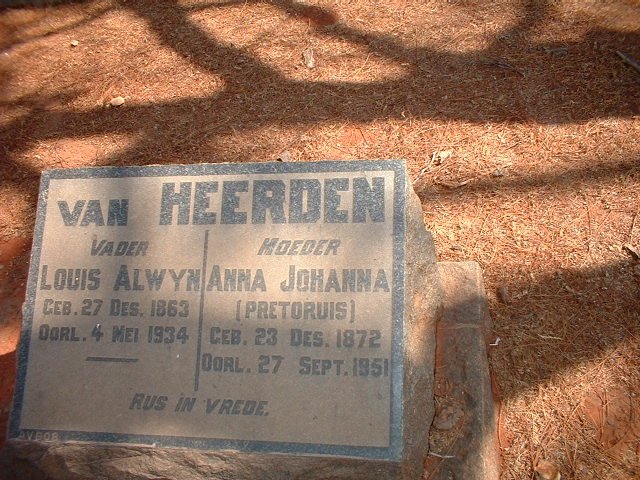 VAN HEERDEN
VADER
LOUIS ALWYN
GEB. 27 DES. 1863
OORL. 4 MEI 1934
MOEDER
ANNA JOHANNA
(PRETORUIS)
GEB. 23 DES. 1872
OORL. 27 SEPT. 1951
RUS IN VREDE.